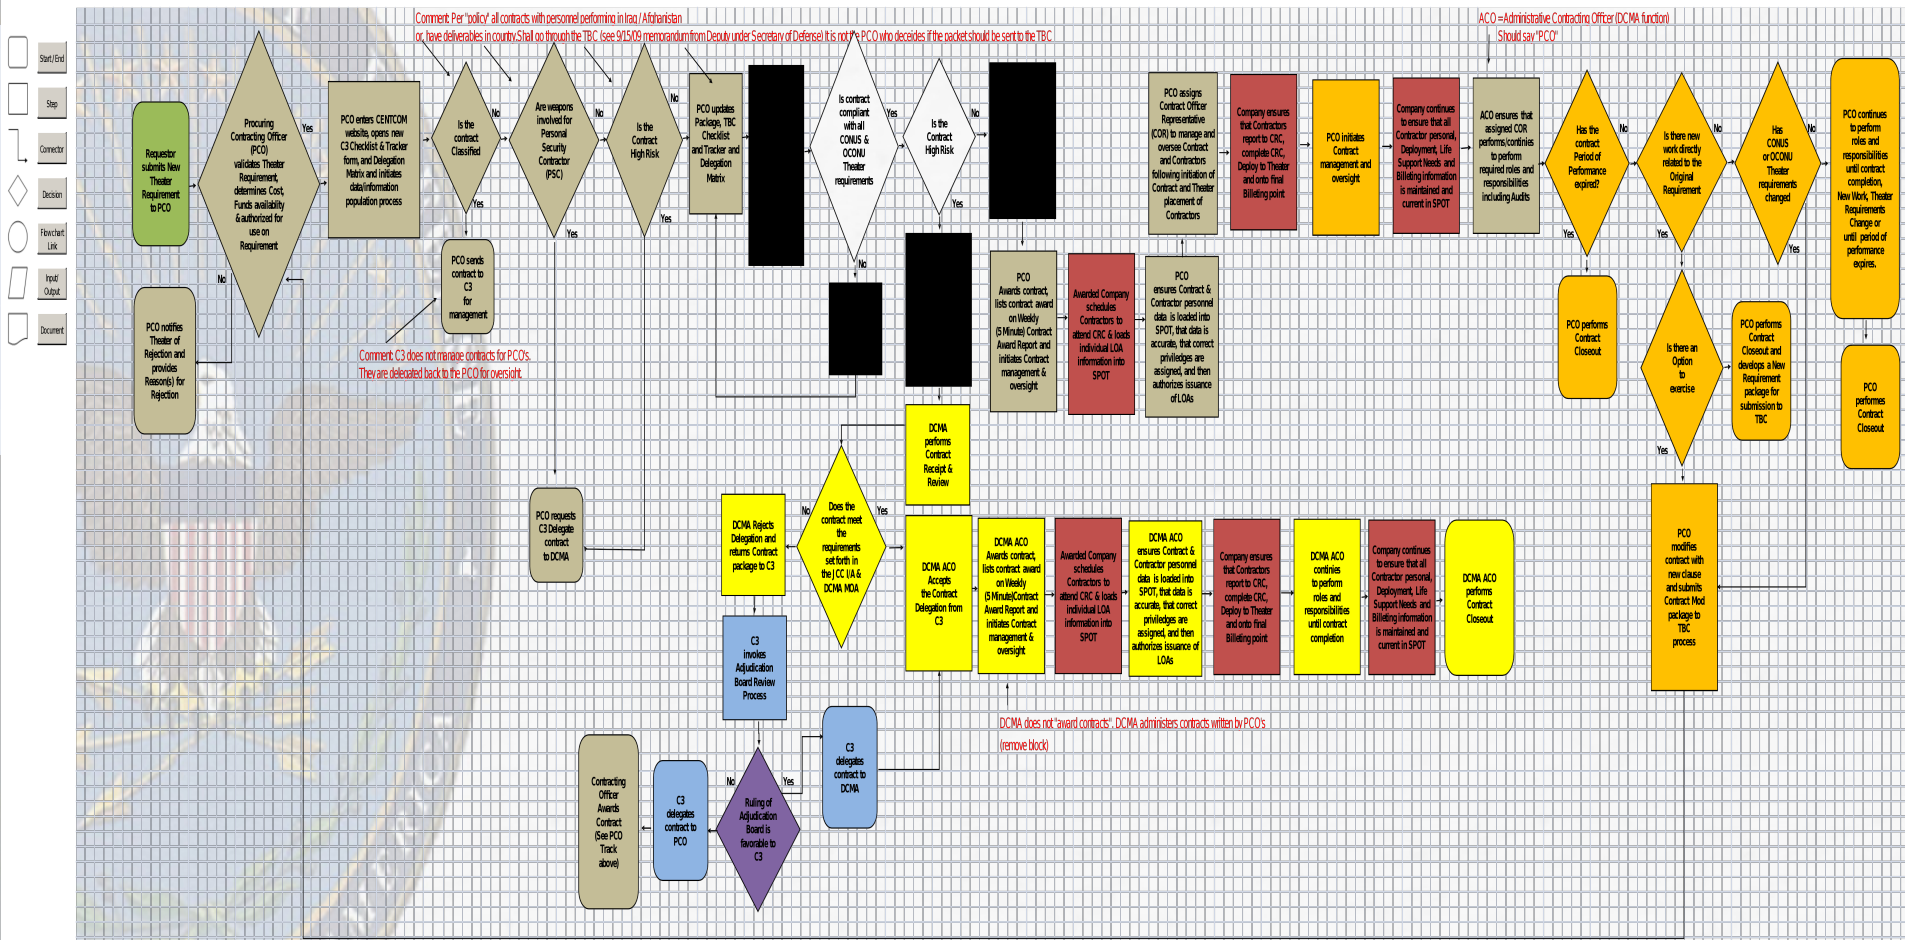 Comment: Per "policy" all contracts with personnel performing in Iraq / Afghanistan
or, have deliverables in country.Shall go through the TBC (see 9/15/09 memorandum from Deputy under Secretary of Defense) It is not the PCO who deceides if the packet should be sent to the TBC
ACO =Administrative Contracting Officer (DCMA function)
Should say "PCO"
Start / End
Step
Connector
Decision
Flowchart
Link
Input/
Output
Document
Requestor
submits New
Theater
Requirement
to PCO
Procuring
Contracting Officer
(PCO)
validates Theater
Requirement,
determines Cost,
Funds availablity
& authorized for
use on
Requirement
Yes
No
PCO notifies
Theater of
Rejection and
provides
Reason(s) for
Rejection
PCO enters CENTCOM
website, opens new
C3 Checklist & Tracker
form, and Delegation
Matrix and initiates
data/information
population process
Is the
contract
Classified
No
Yes
PCO sends
contract to
C3
for
management
Comment: C3 does not manage contracts for PCO's.
They are delegated back to the PCO for oversight.
Are weapons
involved for
Personal
Security
Contractor
(PSC)
No
Yes
Is the
Contract
High Risk
No
Yes
PCO requests
C3 Delegate
contract
to DCMA
PCO updates
Package, TBC
Checklist
and Tracker and
Delegation
Matrix
Is contract
compliant
with all
CONUS &
OCONU
Theater
requirements
Yes
No
Is the
Contract
High Risk
No
Yes
PCO
Awards contract,
lists contract award
on Weekly
(5 Minute) Contract
Award Report and
initiates Contract
management &
oversight
Awarded Company
schedules
Contractors to
attend CRC & loads
individual LOA
information into
SPOT
PCO
ensures Contract &
Contractor personnel
data is loaded into
SPOT, that data is
accurate, that correct
priviledges are
assigned, and then
authorizes issuance
of LOAs
PCO assigns
Contract Officer
Representative
(COR) to manage and
oversee Contract
and Contractors
following initiation of
Contract and Theater
placement of
Contractors
Company ensures
that Contractors
report to CRC,
complete CRC,
Deploy to Theater
and onto final
Billeting point
PCO initiates
Contract
management and
oversight
Company continues
to ensure that all
Contractor personal,
Deployment, Life
Support Needs and
Billeting information
is maintained and
current in SPOT
ACO ensures that
assigned COR
performs/continies
to perform
required roles and
responsibilities
including Audits
Has the
contract
Period of
Performance
expired?
No
Yes
PCO performs
Contract
Closeout
Is there new
work directly
related to the
Original
Requirement
No
Yes
Is there an
Option
to
exercise
Yes
PCO performs
Contract
Closeout and
develops a New
Requirement
package for
submission to
TBC
Has
CONUS
or OCONU
Theater
requirements
changed
No
Yes
PCO continues
to perform
roles and
responsibilities
until contract
completion,
New Work, Theater
Requirements
Change or
until period of
performance
expires.
PCO
performes
Contract
Closeout
PCO
modifies
contract with
new clause
and submits
Contract Mod
package to
TBC
process
DCMA
performs
Contract
Receipt &
Review
Does the
contract meet
the
requirements
set forth in
the JCC I/A &
DCMA MOA
No
Yes
DCMA Rejects
Delegation and
returns Contract
package to C3
C3
invokes
Adjudication
Board Review
Process
Ruling of
Adjudication
Board is
favorable to
C3
No
Yes
C3
delegates
contract to
DCMA
C3
delegates
contract to
PCO
Contracting
Officer
Awards
Contract
(See PCO
Track
above)
DCMA ACO
Accepts
the Contract
Delegation from
C3
DCMA ACO
Awards contract,
lists contract award
on Weekly
(5 Minute)Contract
Award Report and
initiates Contract
management &
oversight
DCMA does not "award contracts". DCMA administers contracts written by PCO's
(remove block)
Awarded Company
schedules
Contractors to
attend CRC & loads
individual LOA
information into
SPOT
DCMA ACO
ensures Contract &
Contractor personnel
data is loaded into
SPOT, that data is
accurate, that correct
priviledges are
assigned, and then
authorizes issuance of
LOAs
Company ensures
that Contractors
report to CRC,
complete CRC,
Deploy to Theater
and onto final
Billeting point
DCMA ACO
continies
to perform
roles and
responsibilities
until contract
completion
Company continues
to ensure that all
Contractor personal,
Deployment, Life
Support Needs and
Billeting information
is maintained and
current in SPOT
DCMA ACO
performs
Contract
Closeout